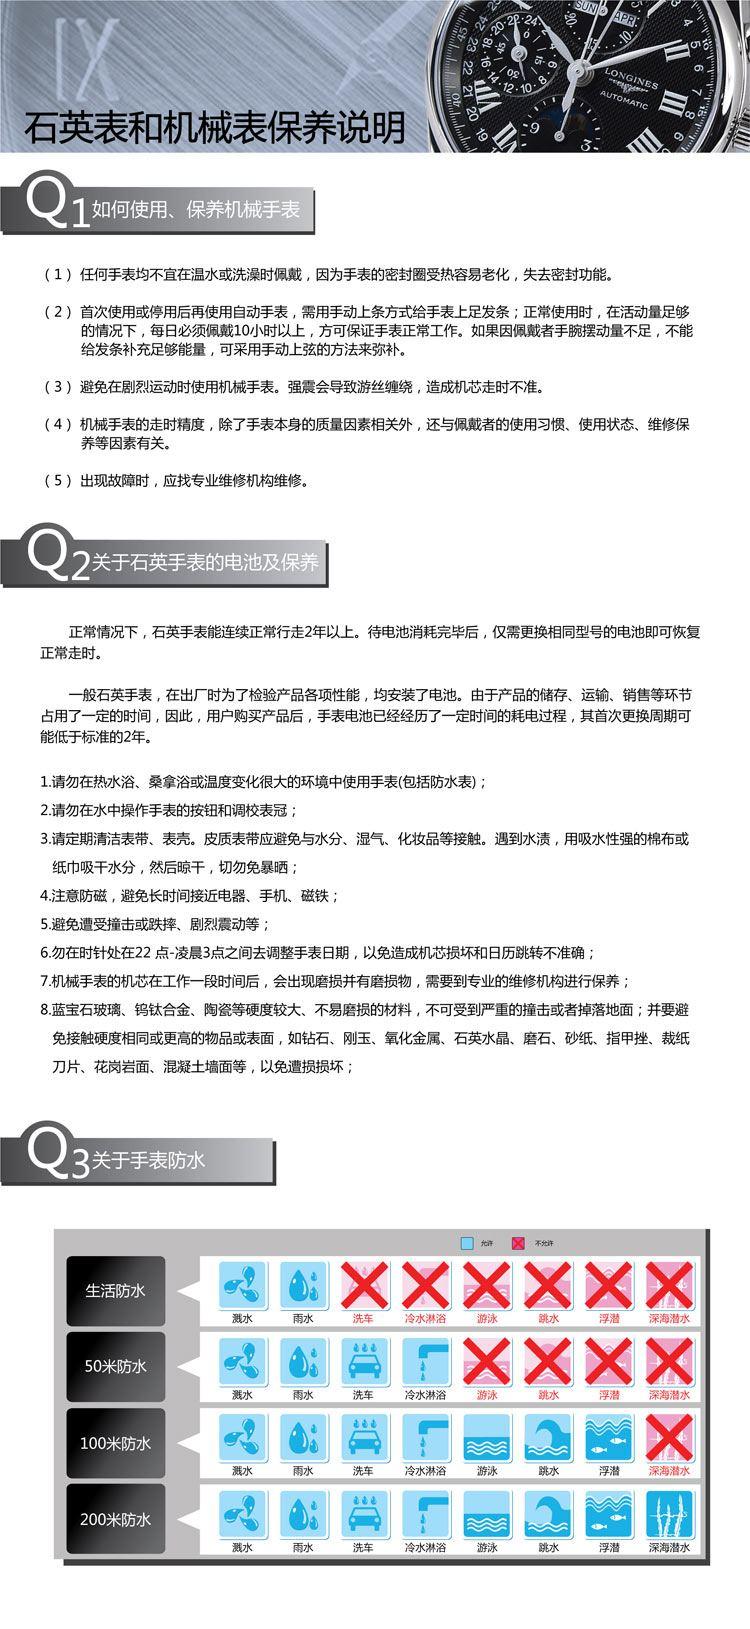 IX
SUN APR
LONGINES
AUTOMATIC
石英表和机械表保养说明
Q1如何使用、保养机械手表
（1） 任何手表均不宜在温水或洗澡时佩戴，因为手表的密封圈受热容易老化，失去密封功能。
（2） 首次使用或停用后再使用自动手表，需用手动上条方式给手表上足发条；正常使用时，在活动量足够
的情况下，每日必须佩戴10小时以上，方可保证手表正常工作。如果因佩戴者手腕摆动量不足，不能
给发条补充足够能量，可采用手动上弦的方法来弥补。
（3） 避免在剧烈运动时使用机械手表。强震会导致游丝缠绕，造成机芯走时不准。
（4） 机械手表的走时精度，除了手表本身的质量因素相关外，还与佩戴者的使用习惯、使用状态、维修保
养等因素有关。
（5） 出现故障时，应找专业维修机构维修。
Q2关于石英手表的电池及保养
正常情况下，石英手表能连续正常行走2年以上。待电池消耗完毕后，仅需更换相同型号的电池即可恢复
正常走时。
一般石英手表，在出厂时为了检验产品各项性能，均安装了电池。由于产品的储存、运输、销售等环节
占用了一定的时间，因此，用户购买产品后，手表电池已经经历了一定时间的耗电过程，其首次更换周期可
能低于标准的2年。
1.请勿在热水浴、桑拿浴或温度变化很大的环境中使用手表(包括防水表)；
2.请勿在水中操作手表的按钮和调校表冠；
3.请定期清洁表带、表壳。皮质表带应避免与水分、湿气、化妆品等接触。遇到水渍，用吸水性强的棉布或
纸巾吸干水分，然后晾干，切勿免暴晒；
4.注意防磁，避免长时间接近电器、手机、磁铁；
5.避免遭受撞击或跌摔、剧烈震动等；
6.勿在时针处在22 点-凌晨3点之间去调整手表日期，以免造成机芯损坏和日历跳转不准确；
7.机械手表的机芯在工作一段时间后，会出现磨损并有磨损物，需要到专业的维修机构进行保养；
8.蓝宝石玻璃、钨钛合金、陶瓷等硬度较大、不易磨损的材料，不可受到严重的撞击或者掉落地面；并要避
免接触硬度相同或更高的物品或表面，如钻石、刚玉、氧化金属、石英水晶、磨石、砂纸、指甲挫、裁纸
刀片、花岗岩面、混凝土墙面等，以免遭损损坏；
Q3关于手表防水
允许 不允许
生活防水 溅水 雨水 洗车 冷水淋浴 游泳 跳水 浮潜 深海潜水
50米防水 溅水 雨水 洗车 冷水淋浴 游泳 跳水 浮潜 深海潜水
100米防水 溅水 雨水 洗车 冷水淋浴 游泳 跳水 浮潜 深海潜水
200米防水 溅水 雨水 洗车 冷水淋浴 游泳 跳水 浮潜 深海潜水